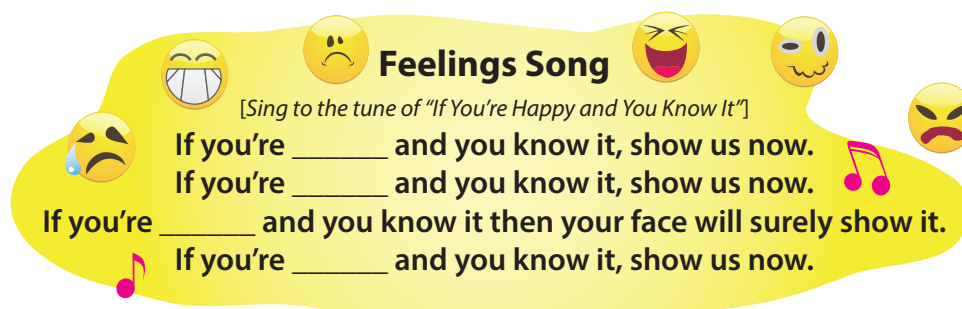 Feelings Song
[Sing to the tune of “If You’re Happy and You Know It”]
If you’re ______ and you know it, show us now.
If you’re ______ and you know it, show us now.
If you’re ______ and you know it then your face will surely show it.
If you’re ______ and you know it, show us now.